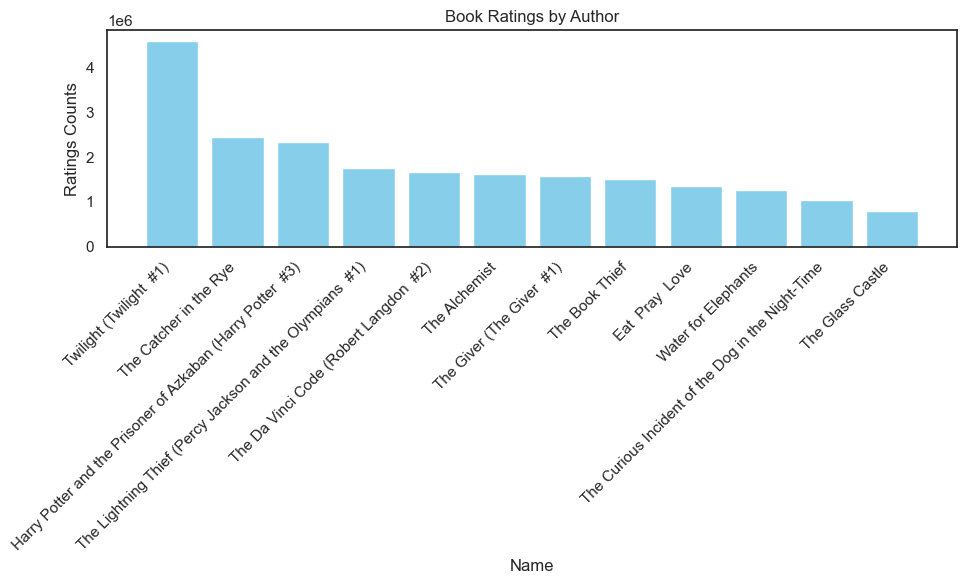 Book Ratings by Author
1e6
Ratings Counts
4
3
2
1
0
Twilight (Twilight  #1)
The Catcher in the Rye
Harry Potter and the Prisoner of Azkaban (Harry Potter  #3)
The Lightning Thief (Percy Jackson and the Olympians  #1)
The Da Vinci Code (Robert Langdon  #2)
The Alchemist
The Giver (The Giver  #1)
The Book Thief
Eat  Pray  Love
Water for Elephants
The Curious Incident of the Dog in the Night-Time
The Glass Castle
Name